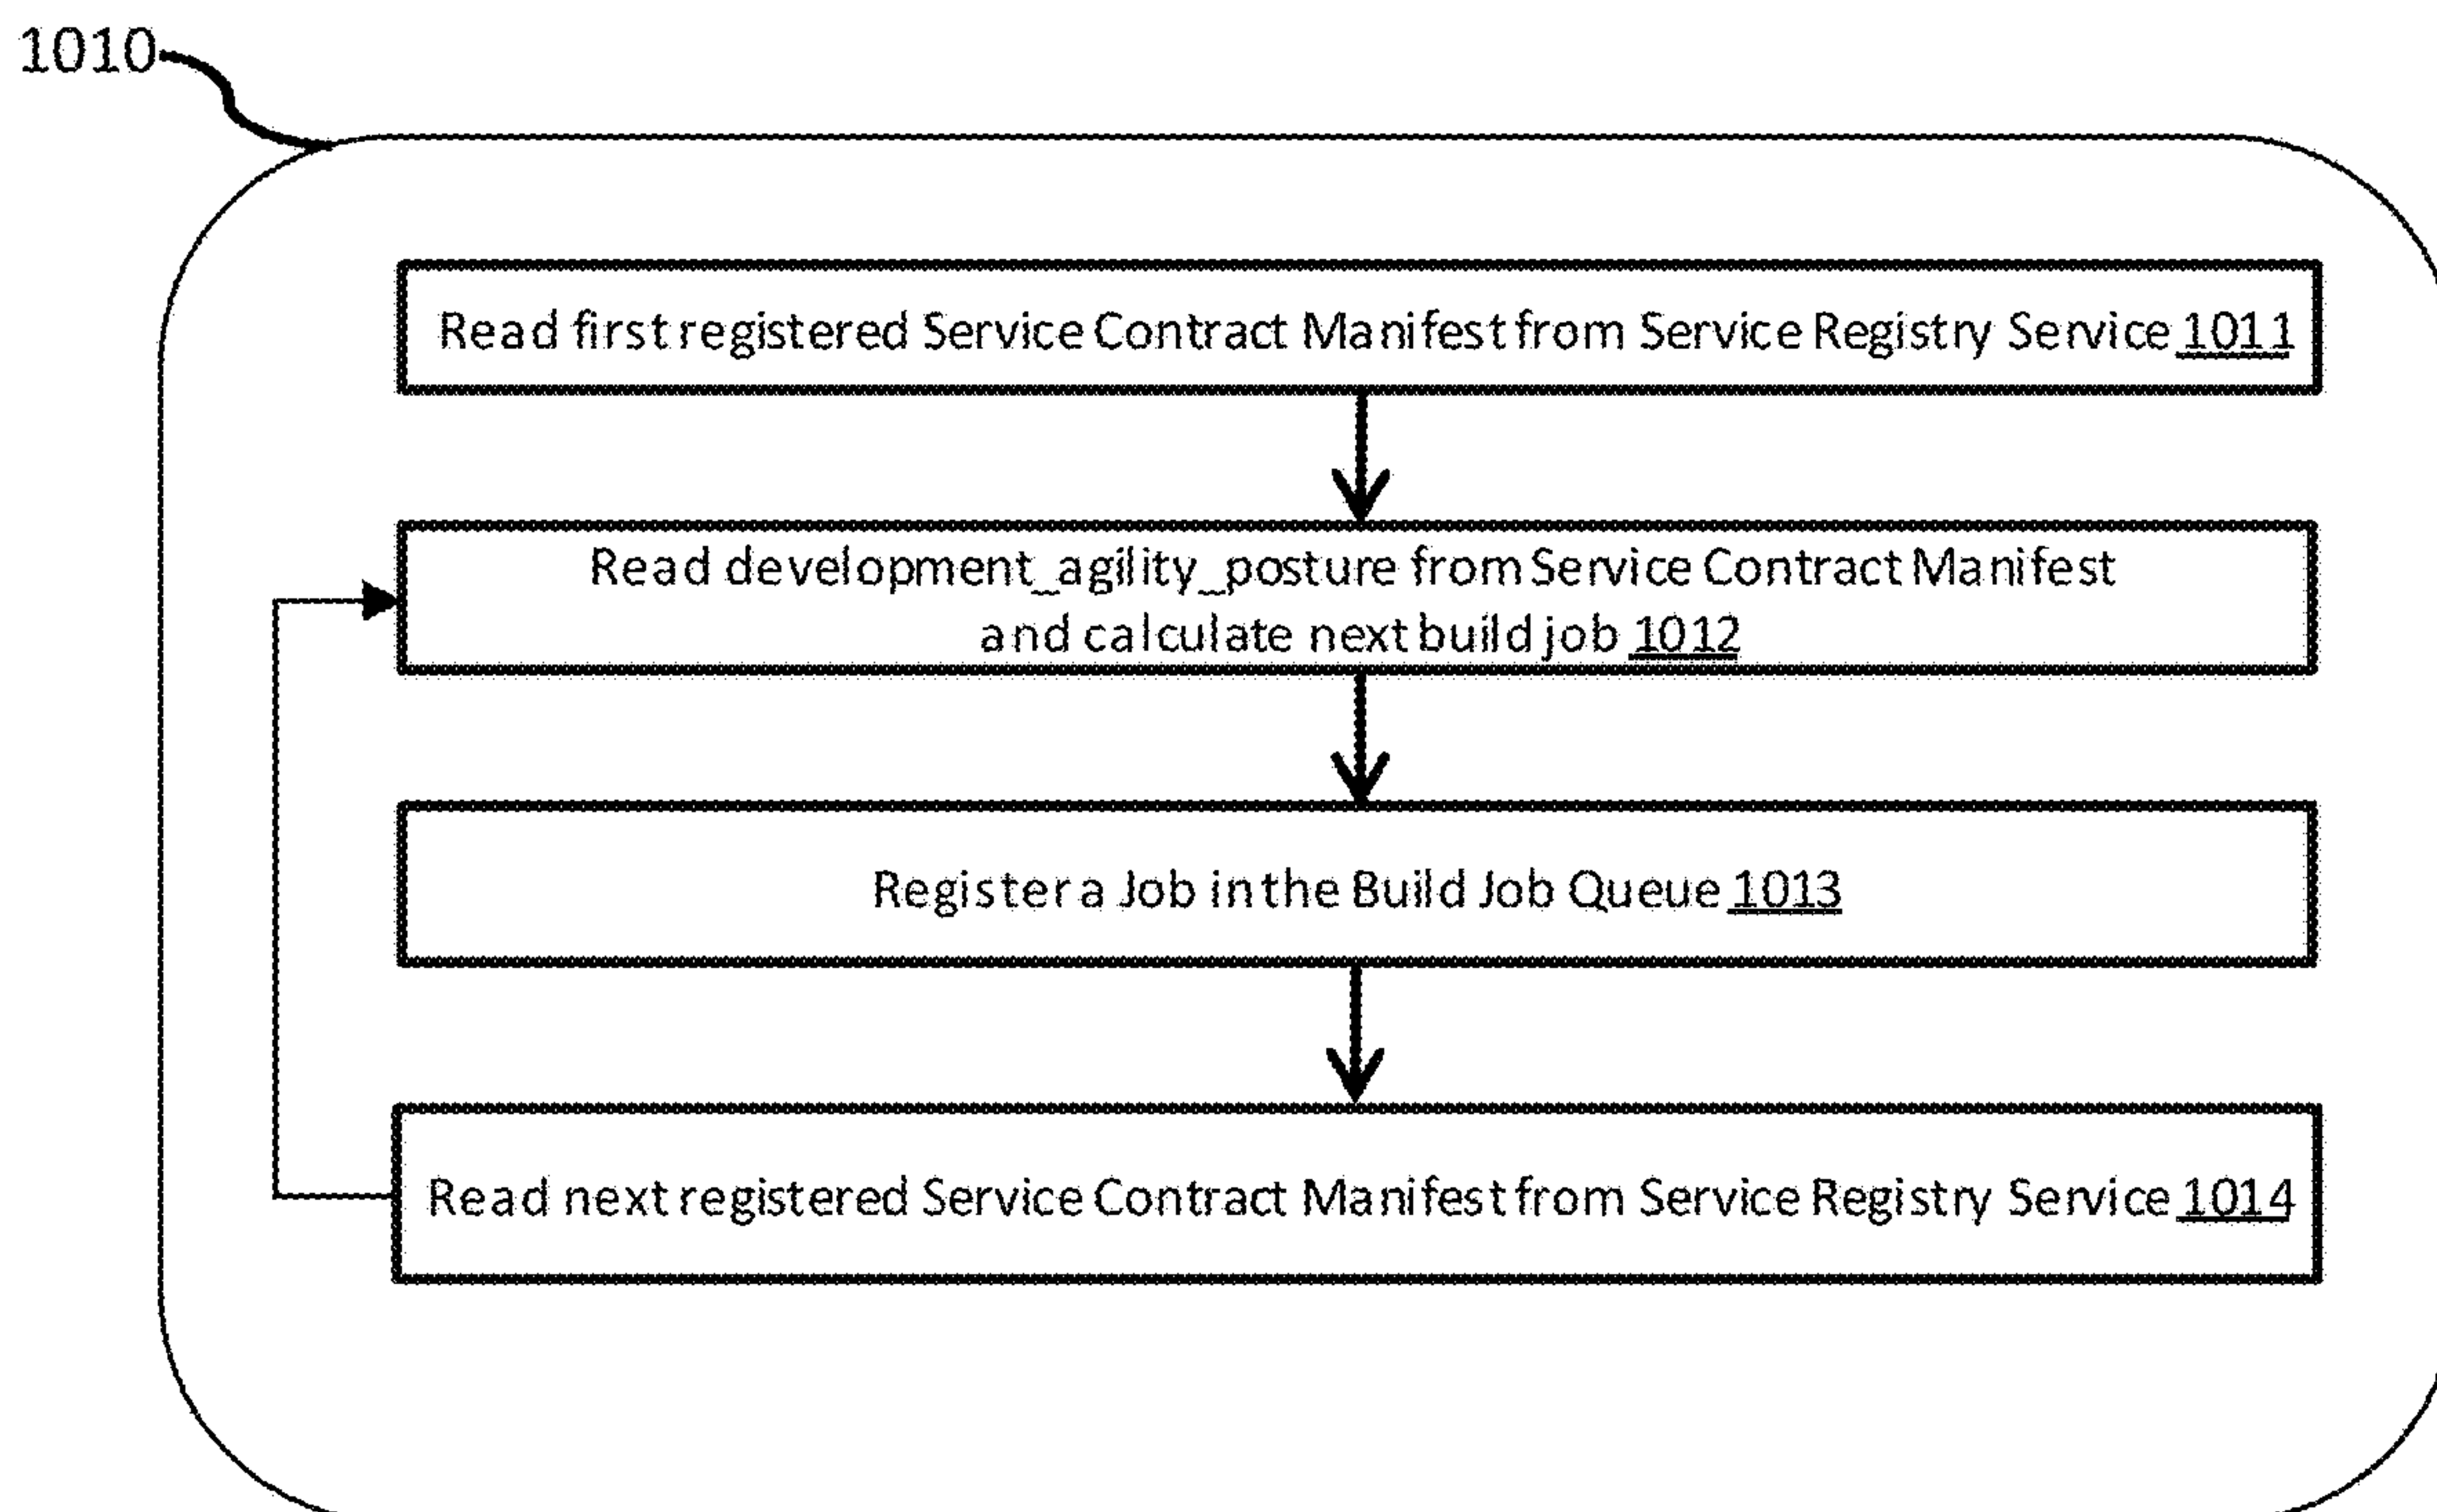 1010
Read first registered Service Contract Manifest from Service Registry Service 1011
Read development_agility_posture from Service Contract Manifest
and calculate next build job 1012
Register a Job in the Build Job Queue 1013
Read next registered Service Contract Manifest from Service Registry Service 1014